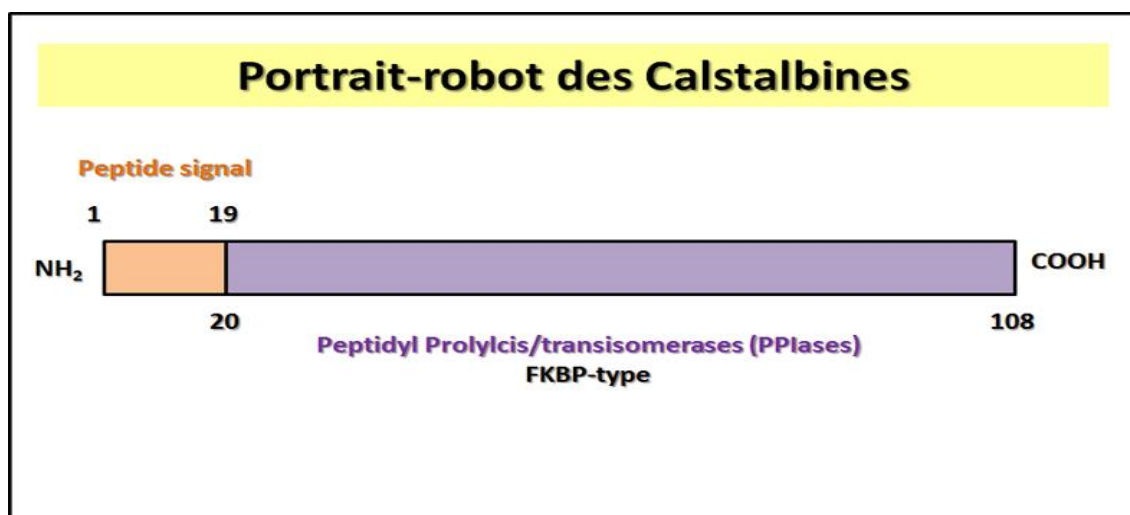 Portrait-robot des Calstalbines
Peptide signal
1 19
NH₂ COOH
20 108
Peptidyl Prolylcis/transisomerases (PPIases)
FKBP-type